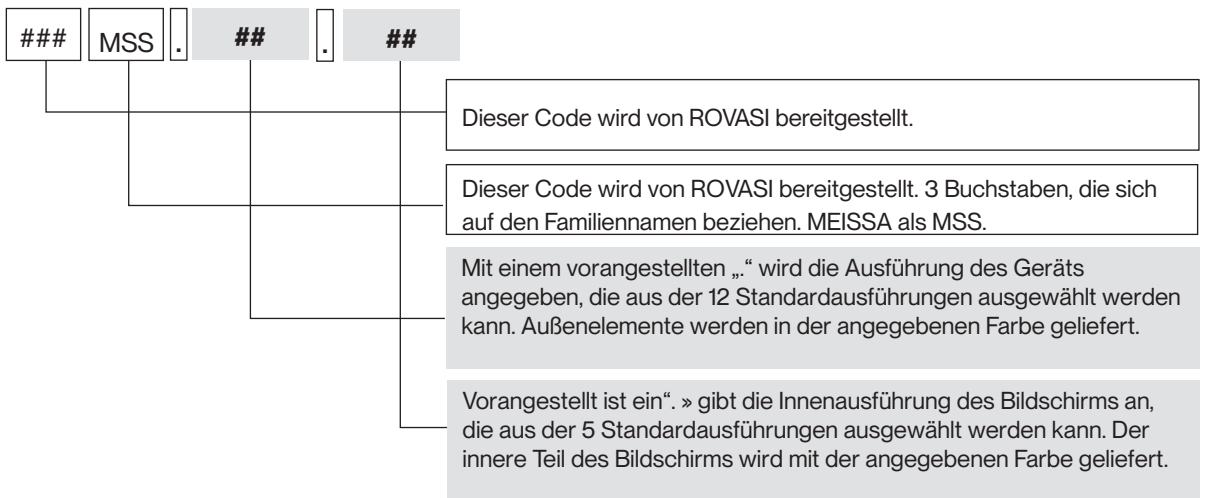 ### MSS . ## . ##
Dieser Code wird von ROVASI bereitgestellt.
Dieser Code wird von ROVASI bereitgestellt. 3 Buchstaben, die sich
auf den Familiennamen beziehen. MEISSA als MSS.
Mit einem vorangestellten „.“ wird die Ausführung des Geräts
angegeben, die aus der 12 Standardausführungen ausgewählt werden
kann. Außenelemente werden in der angegebenen Farbe geliefert.
Vorangestellt ist ein“. » gibt die Innenausführung des Bildschirms an,
die aus der 5 Standardausführungen ausgewählt werden kann. Der
innere Teil des Bildschirms wird mit der angegebenen Farbe geliefert.